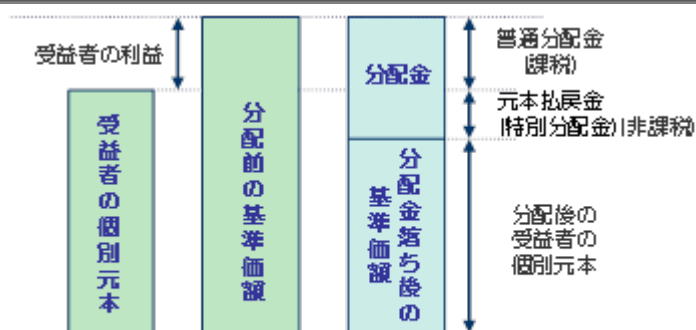 受益者の利益
受益者の個別元本
分配前の基準価額
分配金
分配金落ち後の
基準価額
普通分配金
(課税)
元本払戻金
(特別分配金)(非課税)
分配後の
受益者の
個別元本